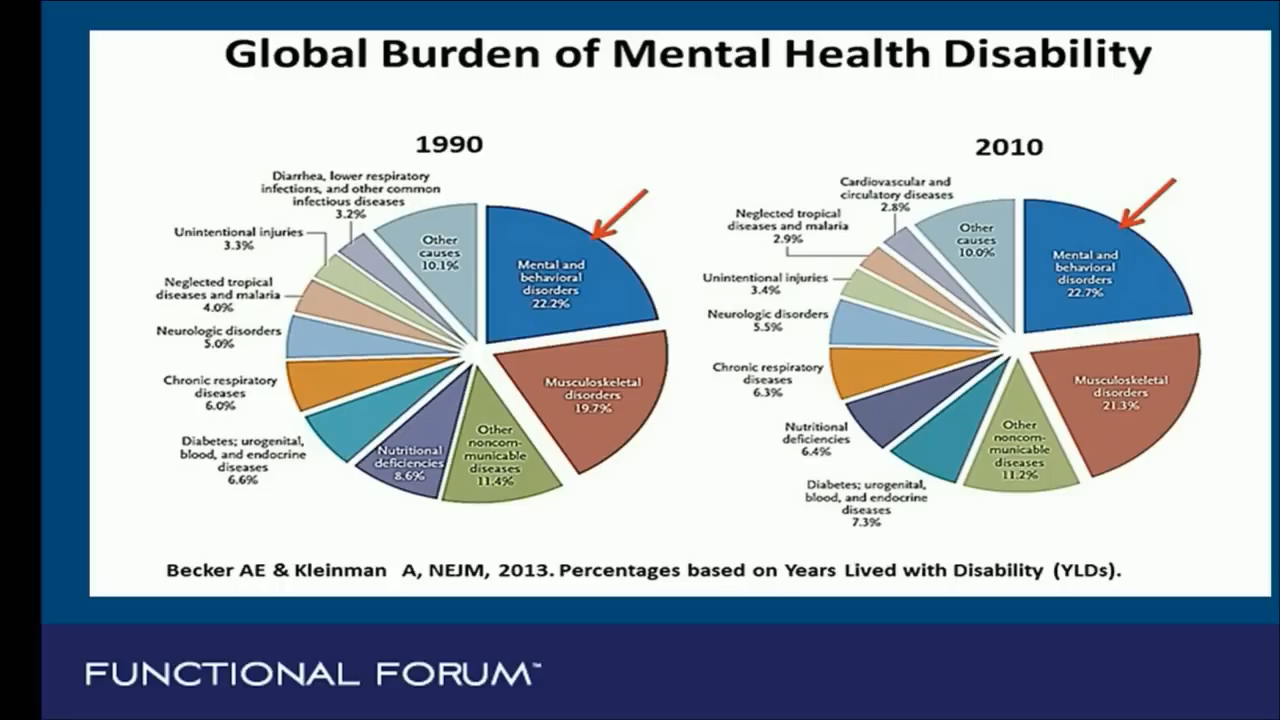 Global Burden of Mental Health Disability
1990
Diarrhea, lower respiratory
infections, and other common
infectious diseases
3.2%
Unintentional injuries
3.3%
Neglected tropical
diseases and malaria
4.0%
Neurologic disorders
5.0%
Chronic respiratory
diseases
6.0%
Diabetes; urogenital,
blood, and endocrine
diseases
6.6%
Nutritional
deficiencies
8.6%
Other
noncom-
municable
diseases
11.4%
Musculoskeletal
disorders
19.7%
Mental and
behavioral
disorders
22.2%
Other
causes
10.1%
2010
Cardiovascular and
circulatory diseases
2.8%
Neglected tropical
diseases and malaria
2.9%
Unintentional injuries
3.4%
Neurologic disorders
5.5%
Chronic respiratory
diseases
6.3%
Nutritional
deficiencies
6.4%
Diabetes; urogenital,
blood, and endocrine
diseases
7.3%
Other
noncom-
municable
diseases
11.2%
Musculoskeletal
disorders
21.3%
Mental and
behavioral
disorders
22.7%
Other
causes
10.0%
Becker AE & Kleinman A, NEJM, 2013. Percentages based on Years Lived with Disability (YLDs).
FUNCTIONAL FORUM™